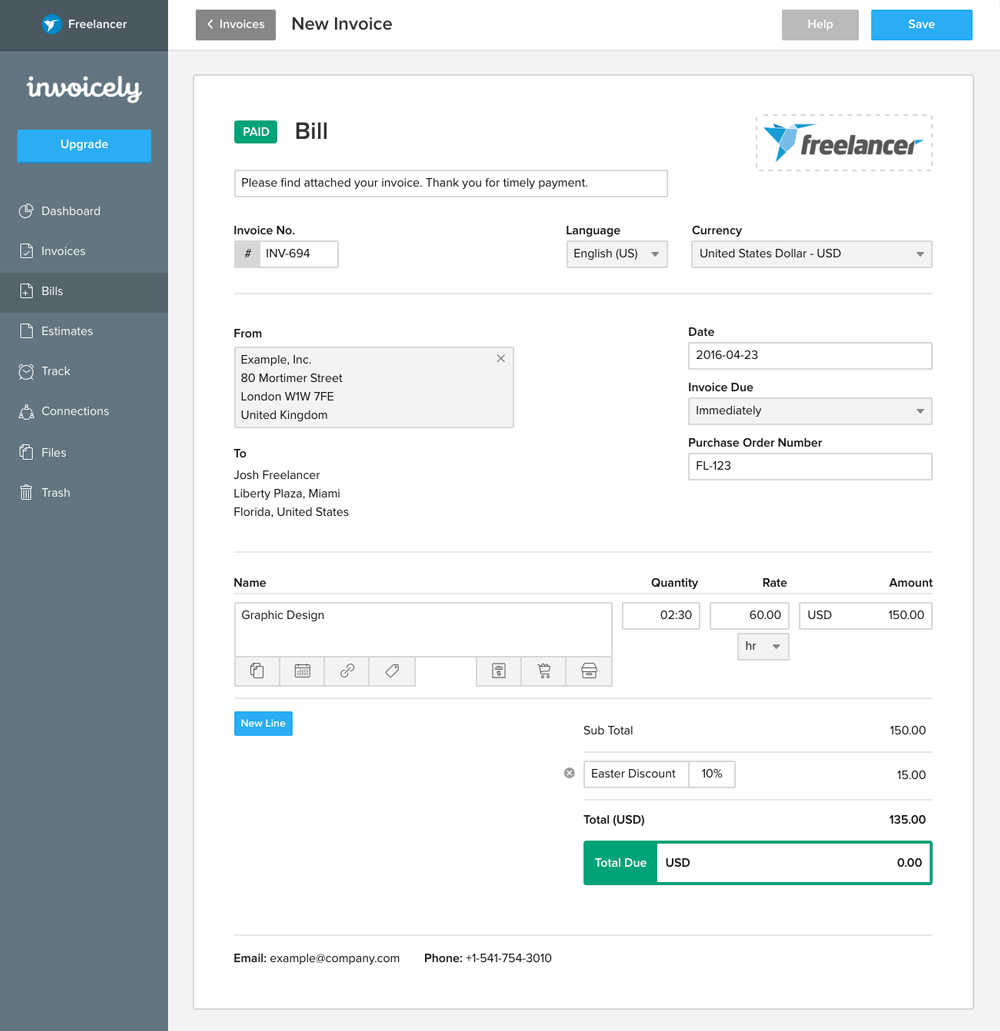 Freelancer
Invoices
New Invoice
Help
Save
invoicely
Upgrade
Dashboard
Invoices
Bills
Estimates
Track
Connections
Files
Trash
PAID
Bill
freelancer
Please find attached your invoice. Thank you for timely payment.
Invoice No.
Language
Currency
# INV-694
English (US)
United States Dollar - USD
From
Example, Inc.
80 Mortimer Street
London W1W 7FE
United Kingdom
To
Josh Freelancer
Liberty Plaza, Miami
Florida, United States
Date
2016-04-23
Invoice Due
Immediately
Purchase Order Number
FL-123
Name Quantity Rate Amount
Graphic Design 02:30 60.00 USD 150.00
hr
New Line
Sub Total 150.00
Easter Discount 10% 15.00
Total (USD) 135.00
Total Due USD 0.00
Email: example@company.com Phone: +1-541-754-3010